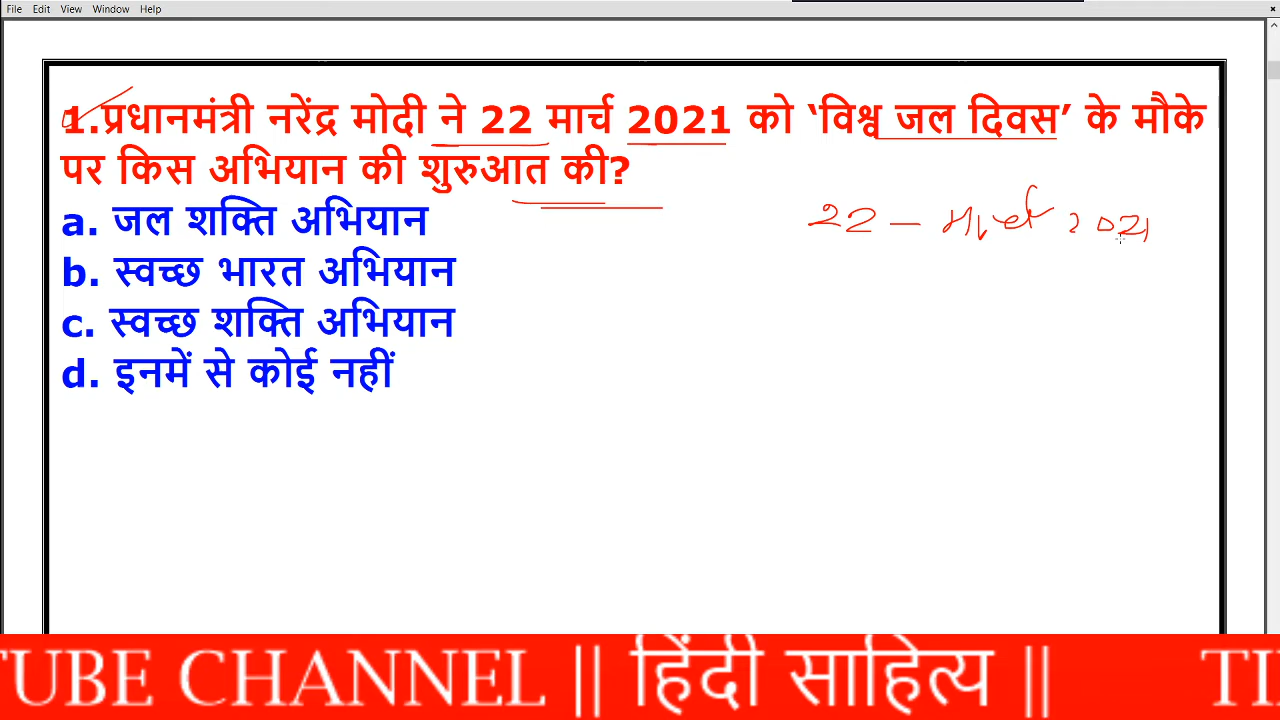 File Edit View Window Help
1.प्रधानमंत्री नरेंद्र मोदी ने 22 मार्च 2021 को ‘विश्व जल दिवस’ के मौके
पर किस अभियान की शुरुआत की?
22 – मार्च 2021
a. जल शक्ति अभियान
b. स्वच्छ भारत अभियान
c. स्वच्छ शक्ति अभियान
d. इनमें से कोई नहीं
TUBE CHANNEL || हिंदी साहित्य || TI